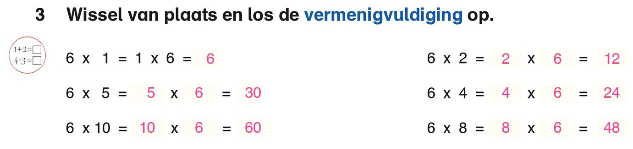 3 Wissel van plaats en los de vermenigvuldiging op.
1+2=
4-3=
6 x 1 = 1 x 6 = 6
6 x 2 = 2 x 6 = 12
6 x 5 = 5 x 6 = 30
6 x 4 = 4 x 6 = 24
6 x 10 = 10 x 6 = 60
6 x 8 = 8 x 6 = 48